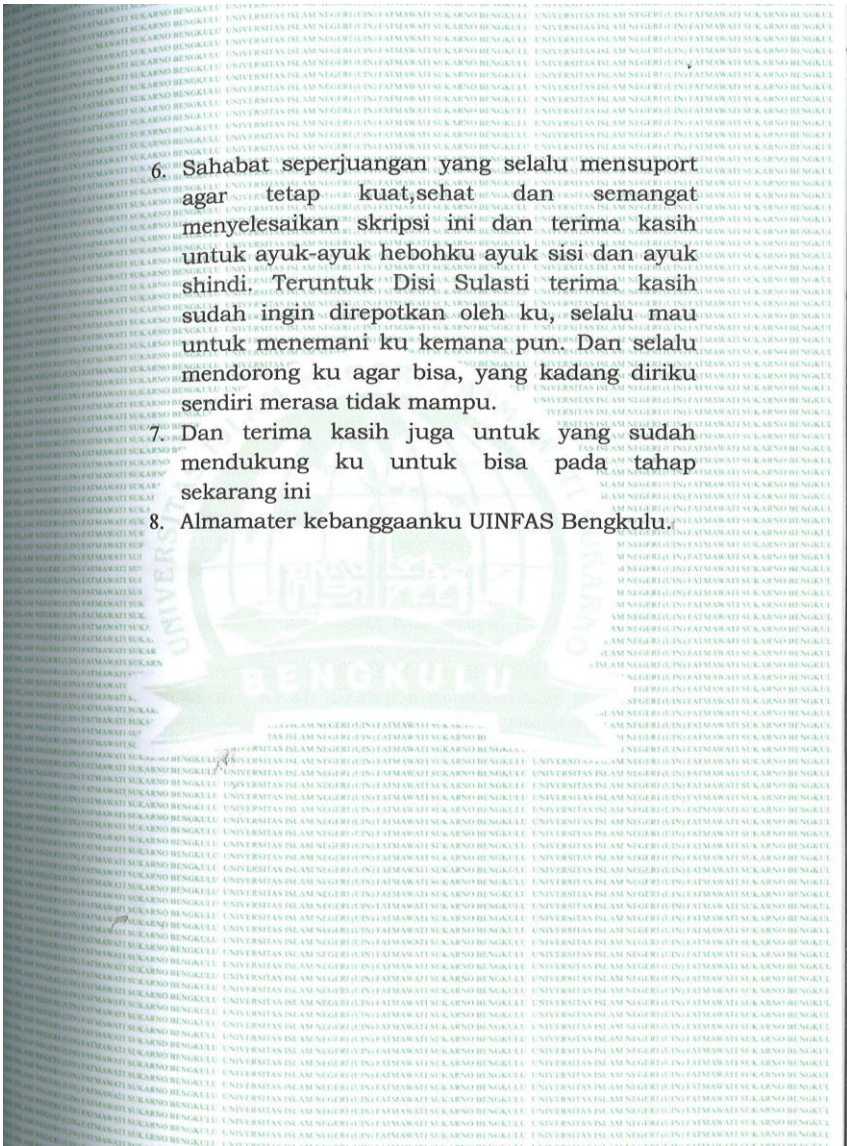 6. Sahabat seperjuangan yang selalu mensuport
agar tetap kuat,sehat dan semangat
menyelesaikan skripsi ini dan terima kasih
untuk ayuk-ayuk hebohku ayuk sisi dan ayuk
shindi. Teruntuk Disi Sulasti terima kasih
sudah ingin direpotkan oleh ku, selalu mau
untuk menemani ku kemana pun. Dan selalu
mendorong ku agar bisa, yang kadang diriku
sendiri merasa tidak mampu.
7. Dan terima kasih juga untuk yang sudah
mendukung ku untuk bisa pada tahap
sekarang ini
8. Almamater kebanggaanku UINFAS Bengkulu.
BENGKULU